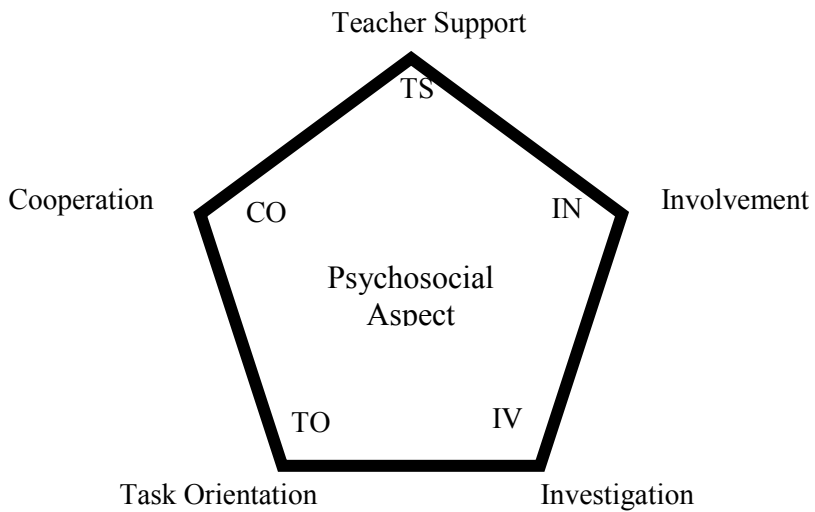 Teacher Support
TS
Cooperation
CO
IN
Involvement
Psychosocial
Aspect
TO
IV
Task Orientation
Investigation